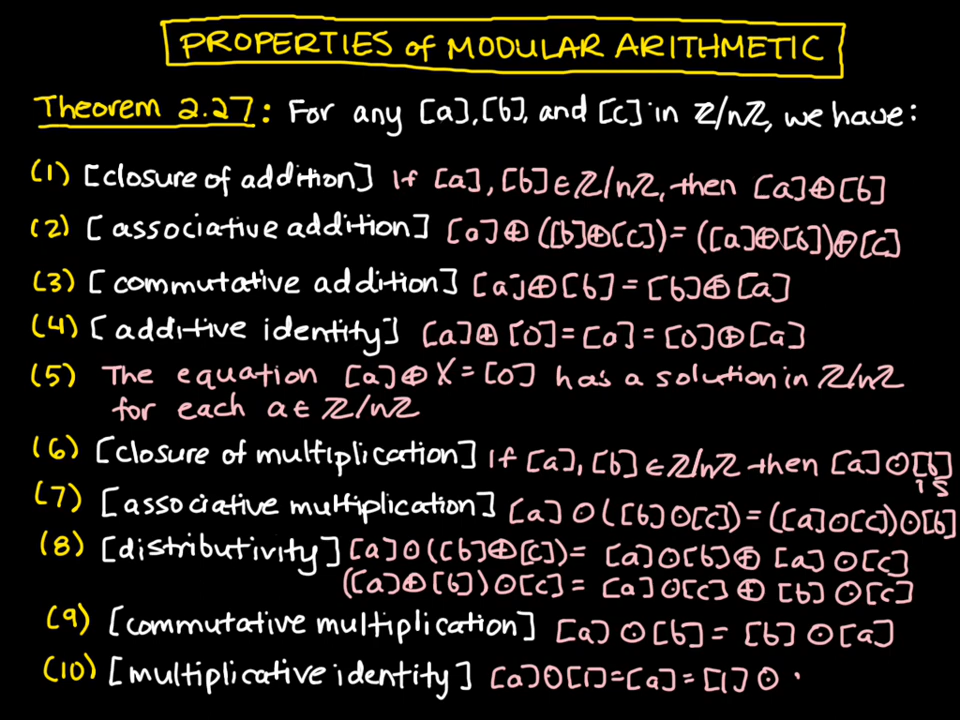 PROPERTIES of MODULAR ARITHMETIC
Theorem 2.27: For any [a], [b], and [c] in ℤ/nℤ, we have:
(1) [closure of addition] If [a], [b] ∈ ℤ/nℤ, then [a]⊕[b]
(2) [associative addition] [a]⊕([b]⊕[c]) = ([a]⊕[b])⊕[c]
(3) [commutative addition] [a]⊕[b] = [b]⊕[a]
(4) [additive identity] [a]⊕[0] = [a] = [0]⊕[a]
(5) The equation [a]⊕X = [0] has a solution in ℤ/nℤ
for each a ∈ ℤ/nℤ
(6) [closure of multiplication] If [a], [b] ∈ ℤ/nℤ then [a]⊙[b]
is
(7) [associative multiplication] [a]⊙([b]⊙[c]) = ([a]⊙[c])⊙[b]
(8) [distributivity] [a]⊙([b]⊕[c]) = [a]⊙[b]⊕[a]⊙[c]
([a]⊕[b])⊙[c] = [a]⊙[c]⊕[b]⊙[c]
(9) [commutative multiplication] [a]⊙[b] = [b]⊙[a]
(10) [multiplicative identity] [a]⊙[1] = [a] = [1]⊙